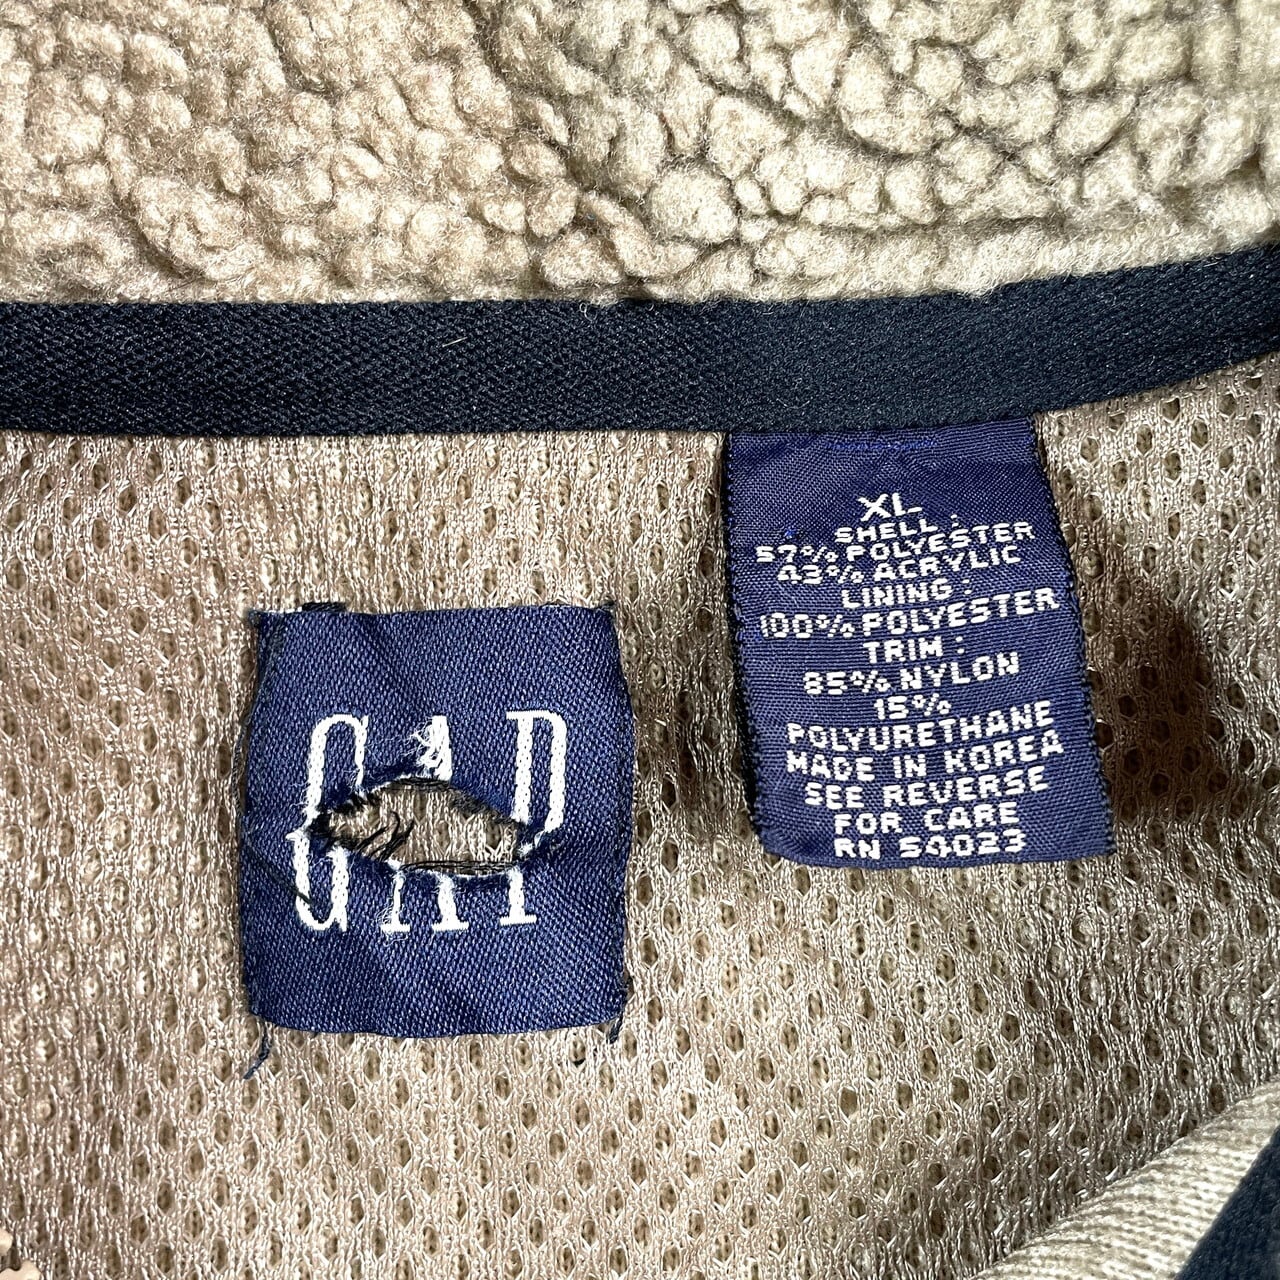 GAP
XL
SHELL :
57% POLYESTER
43% ACRYLIC
LINING :
100% POLYESTER
TRIM :
85% NYLON
15%
POLYURETHANE
MADE IN KOREA
SEE REVERSE
FOR CARE
RN 54023